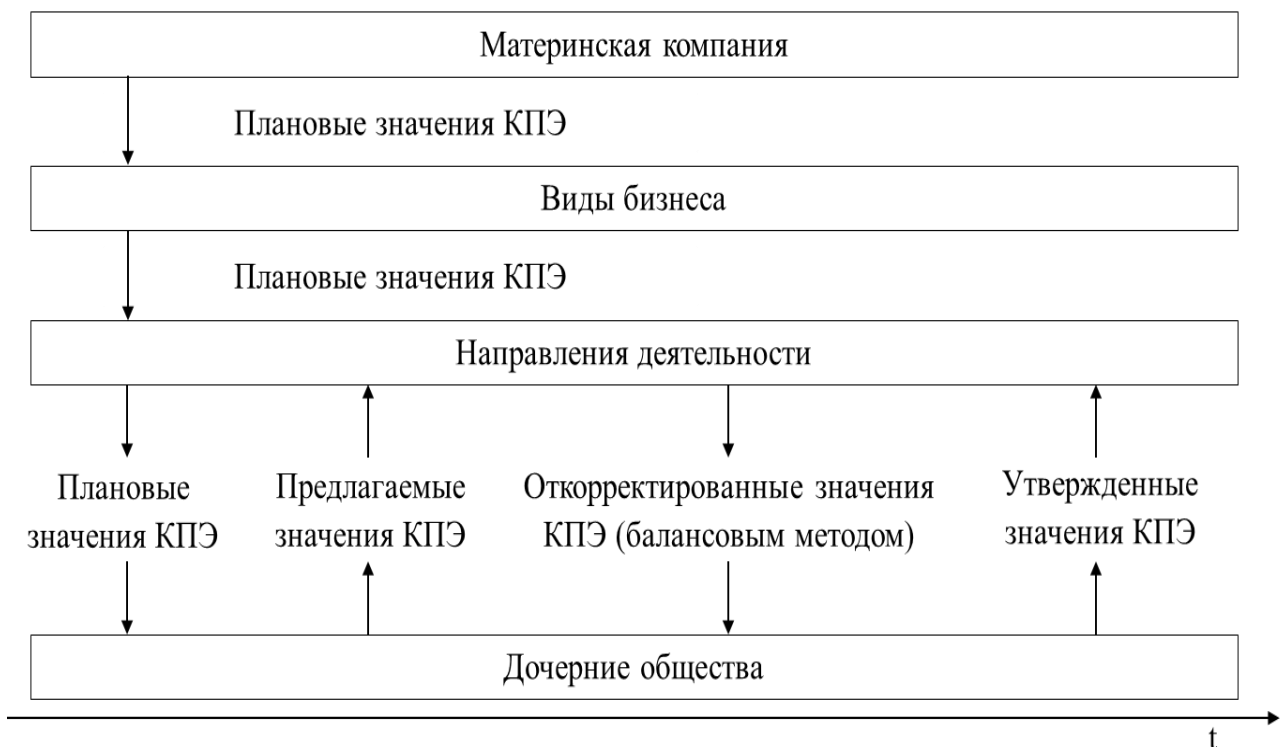 Материнская компания
Плановые значения КПЭ
Виды бизнеса
Плановые значения КПЭ
Направления деятельности
Плановые
значения КПЭ
Предлагаемые
значения КПЭ
Откорректированные значения
КПЭ (балансовым методом)
Утвержденные
значения КПЭ
Дочерние общества
t